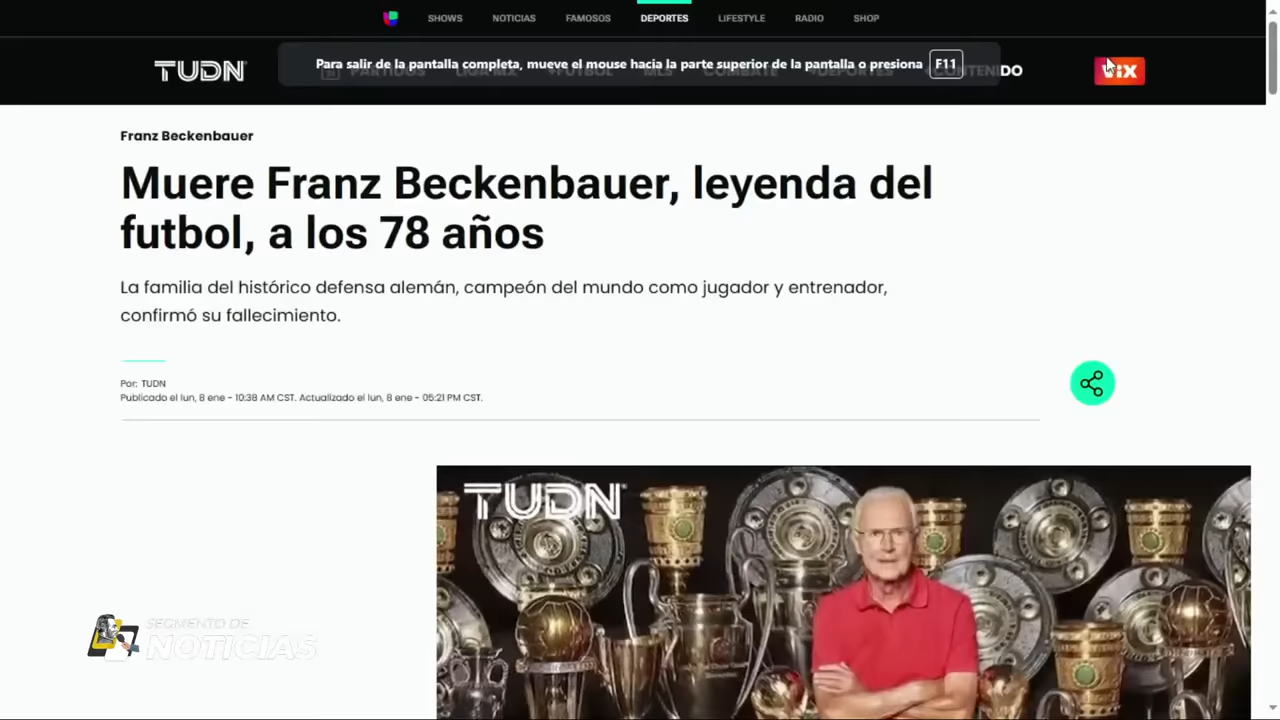 SHOWS NOTICIAS FAMOSOS DEPORTES LIFESTYLE RADIO SHOP
Para salir de la pantalla completa, mueve el mouse hacia la parte superior de la pantalla o presiona F11
TUDN
ViX
Franz Beckenbauer
Muere Franz Beckenbauer, leyenda del
futbol, a los 78 años
La familia del histórico defensa alemán, campeón del mundo como jugador y entrenador,
confirmó su fallecimiento.
Por: TUDN
Publicado el lun, 8 ene - 10:38 AM CST. Actualizado el lun, 8 ene - 05:21 PM CST.
TUDN
SEGMENTO DE
NOTICIAS